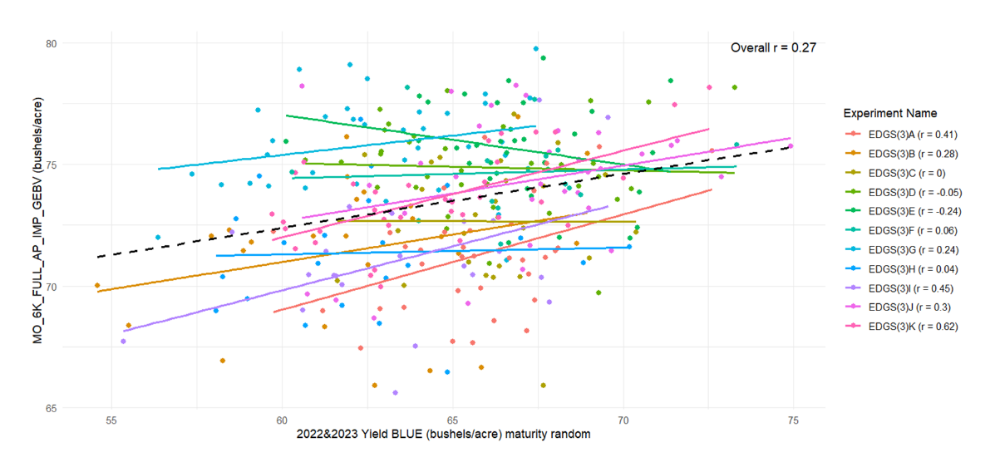 Overall r = 0.27
MO_6K_FULL_AP_IMP_GEBV (bushels/acre)
80
75
70
65
55
60
65
70
75
2022&2023 Yield BLUE (bushels/acre) maturity random
Experiment Name
EDGS(3)A (r = 0.41)
EDGS(3)B (r = 0.28)
EDGS(3)C (r = 0)
EDGS(3)D (r = -0.05)
EDGS(3)E (r = -0.24)
EDGS(3)F (r = 0.06)
EDGS(3)G (r = 0.24)
EDGS(3)H (r = 0.04)
EDGS(3)I (r = 0.45)
EDGS(3)J (r = 0.3)
EDGS(3)K (r = 0.62)